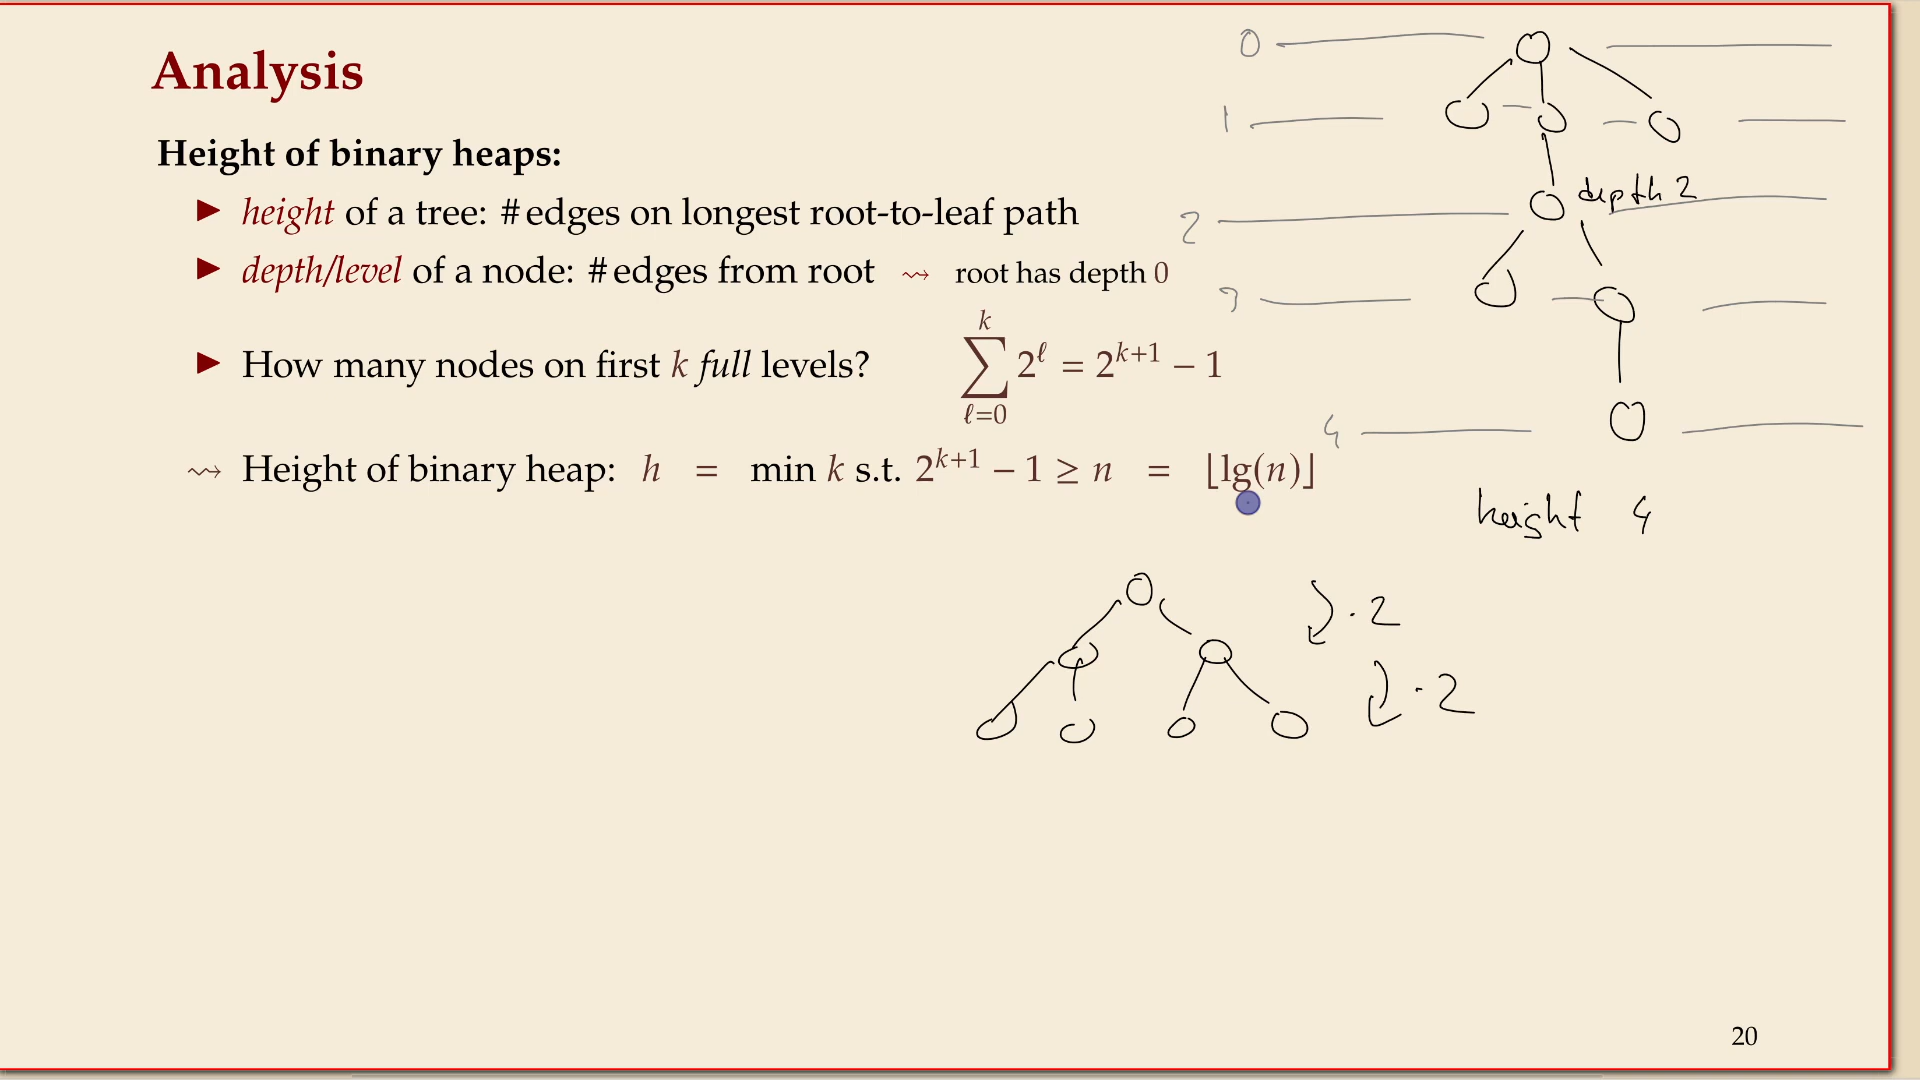 Analysis
Height of binary heaps:
▶ height of a tree: #edges on longest root-to-leaf path
▶ depth/level of a node: #edges from root ⇝ root has depth 0
▶ How many nodes on first k full levels? ∑_{ℓ=0}^{k} 2^ℓ = 2^{k+1} − 1
⇝ Height of binary heap: h = min k s.t. 2^{k+1} − 1 ≥ n = ⌊lg(n)⌋
0
1
2
depth 2
3
4
height 4
· 2
· 2
20